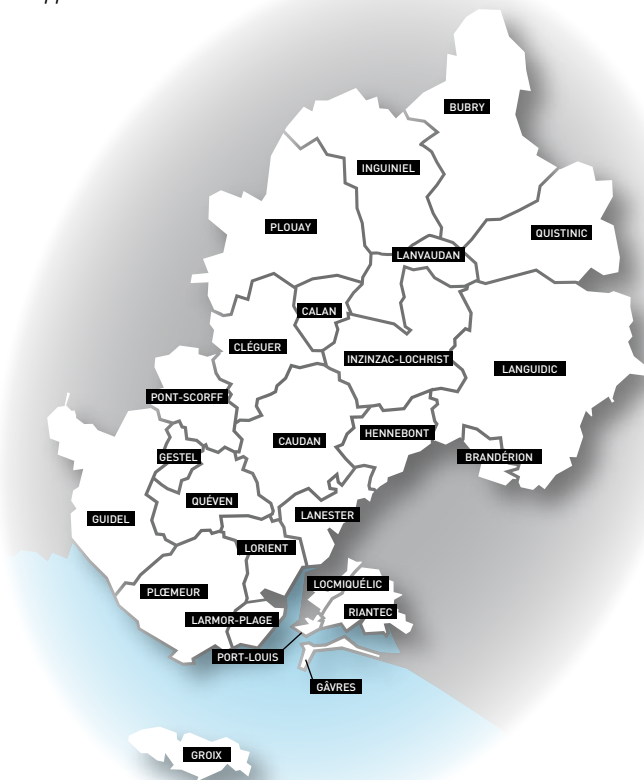 BUBRY
INGUINIEL
PLOUAY
QUISTINIC
LANVAUDAN
CALAN
CLÉGUER
INZINZAC-LOCHRIST
LANGUIDIC
PONT-SCORFF
HENNEBONT
CAUDAN
GESTEL
BRANDÉRION
QUÉVEN
LANESTER
GUIDEL
LORIENT
LOCMIQUÉLIC
PLŒMEUR
RIANTEC
LARMOR-PLAGE
PORT-LOUIS
GÂVRES
GROIX